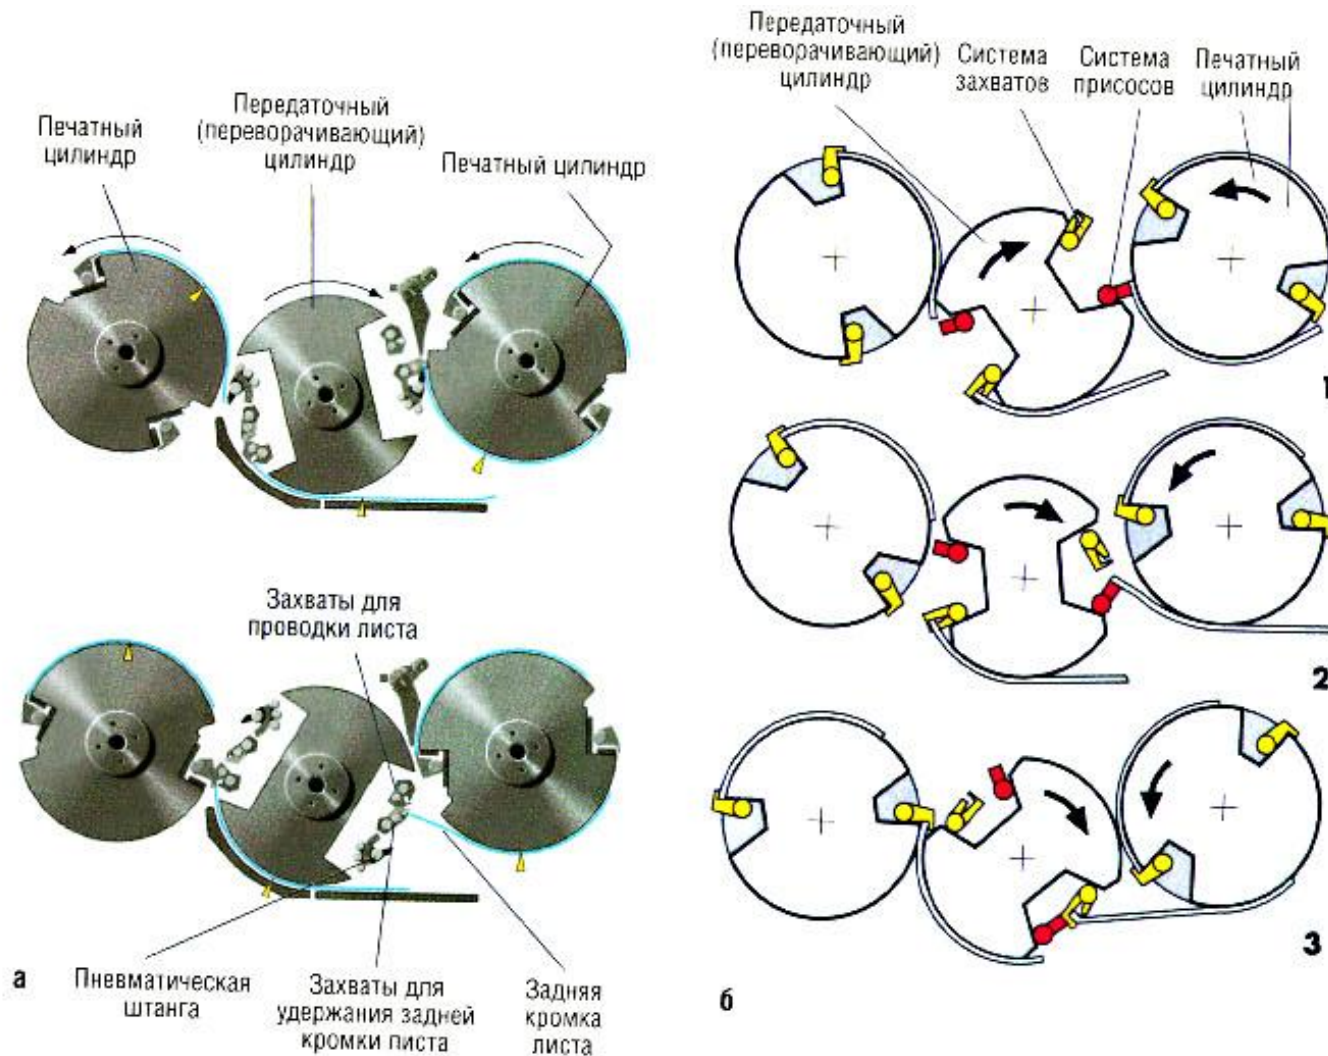 Печатный
цилиндр
Передаточный
(переворачивающий)
цилиндр
Печатный цилиндр
Захваты для
проводки листа
а
Пневматическая
штанга
Захваты для
удержания задней
кромки листа
Задняя
кромка
листа
Передаточный
(переворачивающий)
цилиндр
Система
захватов
Система
присосов
Печатный
цилиндр
1
2
3
б